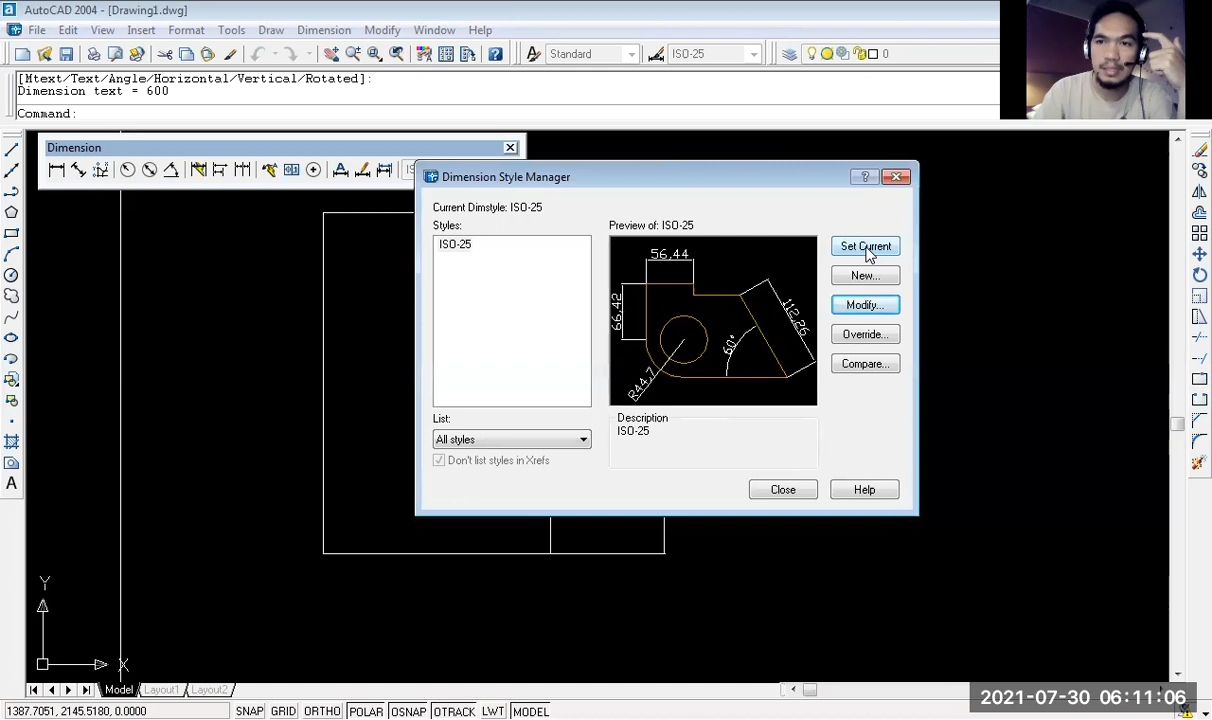 AutoCAD 2004 - [Drawing1.dwg]
File Edit View Insert Format Tools Draw Dimension Modify Window Help
Standard ISO-25 0
[Mtext/Text/Angle/Horizontal/Vertical/Rotated]:
Dimension text = 600
Command:
Dimension
Dimension Style Manager
Current Dimstyle: ISO-25
Styles:
ISO-25
Preview of: ISO-25
56,44
66,42
112,26
60°
R44,7
Set Current
New...
Modify...
Override...
Compare...
List:
All styles
Don't list styles in Xrefs
Description
ISO-25
Close Help
Y
X
A
Model Layout1 Layout2
1387.7051, 2145.5180, 0.0000 SNAP GRID ORTHO POLAR OSNAP OTRACK LWT MODEL
2021-07-30 06:11:06